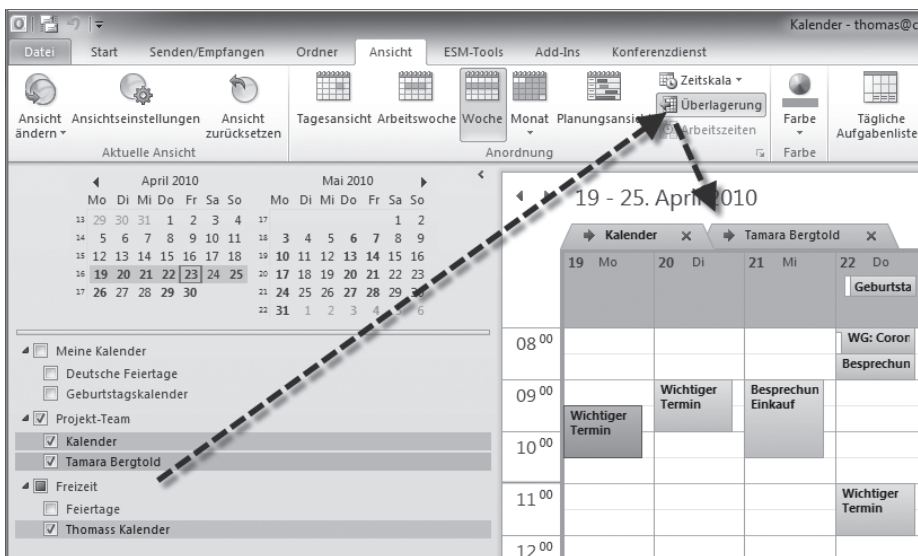 Kalender - thomas@c
Datei Start Senden/Empfangen Ordner Ansicht ESM-Tools Add-Ins Konferenzdienst
Ansicht ändern Ansichtseinstellungen Ansicht zurücksetzen
Aktuelle Ansicht
Tagesansicht Arbeitswoche Woche Monat
Zeitskala
Überlagerung
Arbeitszeiten
Anordnung
Farbe
Farbe
Tägliche Aufgabenliste
April 2010
Mo Di Mi Do Fr Sa So
13 29 30 31 1 2 3 4
14 5 6 7 8 9 10 11
15 12 13 14 15 16 17 18
16 19 20 21 22 23 24 25
17 26 27 28 29 30
Mai 2010
Mo Di Mi Do Fr Sa So
17 1 2
18 3 4 5 6 7 8 9
19 10 11 12 13 14 15 16
20 17 18 19 20 21 22 23
21 24 25 26 27 28 29
22 31 1 2 3 4 5 6
Meine Kalender
Deutsche Feiertage
Geburtstagskalender
Projekt-Team
Kalender
Tamara Bergtold
Freizeit
Feiertage
Thomass Kalender
19 - 25. April 2010
Kalender Tamara Bergtold
19 Mo 20 Di 21 Mi 22 Do
Geburtsta
08 00
WG: Coror
Besprechun
09 00
Wichtiger Termin
Wichtiger Termin
Besprechun Einkauf
10 00
11 00
Wichtiger Termin
12 00